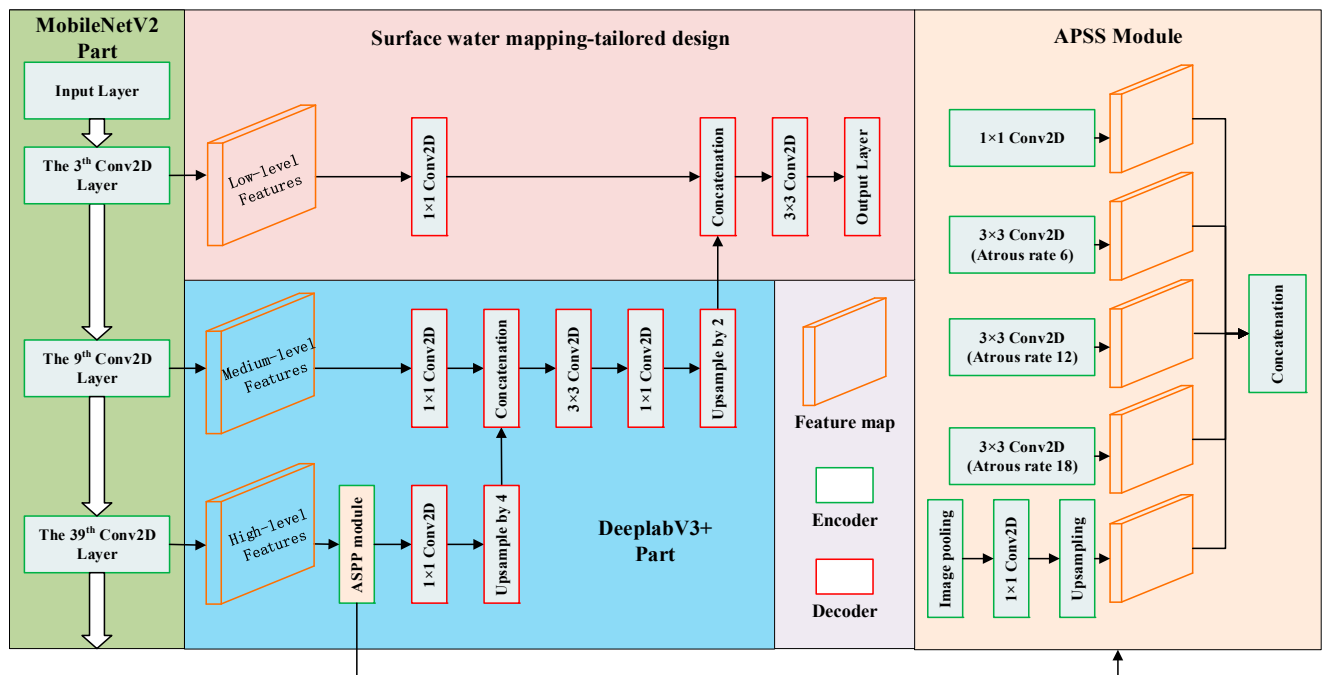 MobileNetV2
Part
Input Layer
The 3th Conv2D
Layer
The 9th Conv2D
Layer
The 39th Conv2D
Layer
Surface water mapping-tailored design
Low-level
Features
1×1 Conv2D
Concatenation
3×3 Conv2D
Output Layer
Medium-level
Features
1×1 Conv2D
Concatenation
3×3 Conv2D
1×1 Conv2D
Upsample by 2
High-level
Features
ASPP module
1×1 Conv2D
Upsample by 4
DeeplabV3+
Part
Feature map
Encoder
Decoder
APSS Module
1×1 Conv2D
3×3 Conv2D
(Atrous rate 6)
3×3 Conv2D
(Atrous rate 12)
3×3 Conv2D
(Atrous rate 18)
Image pooling
1×1 Conv2D
Upsampling
Concatenation